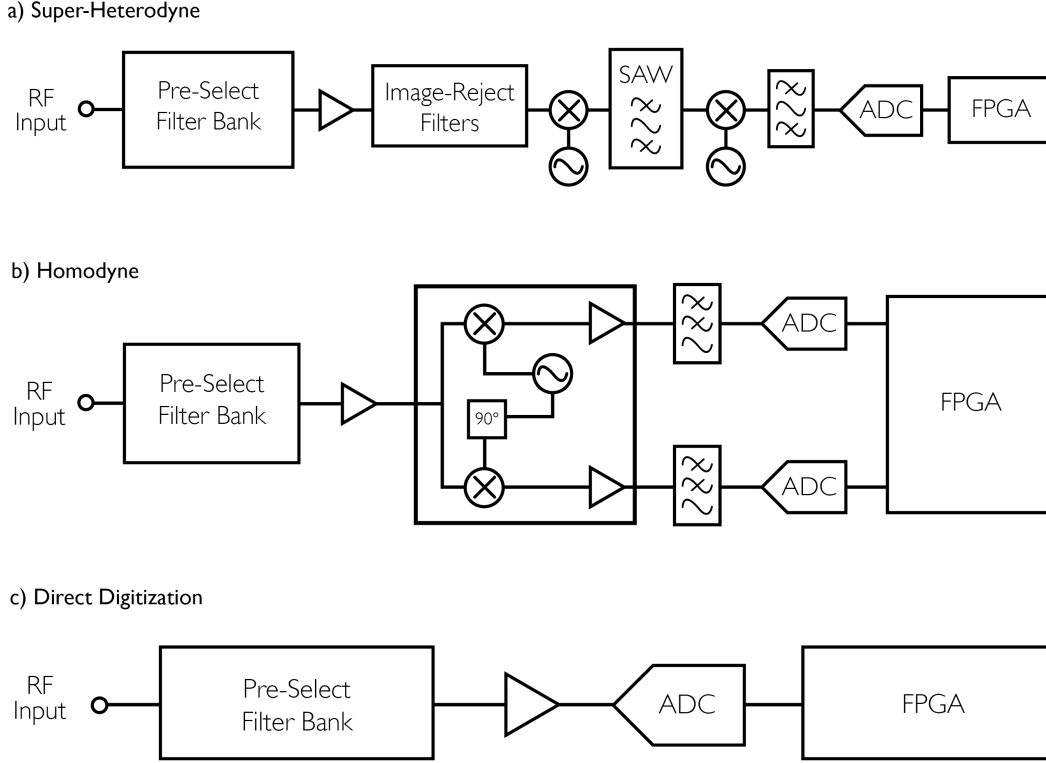 a) Super-Heterodyne
RF
Input
Pre-Select
Filter Bank
Image-Reject
Filters
SAW
ADC
FPGA
b) Homodyne
RF
Input
Pre-Select
Filter Bank
90°
ADC
ADC
FPGA
c) Direct Digitization
RF
Input
Pre-Select
Filter Bank
ADC
FPGA